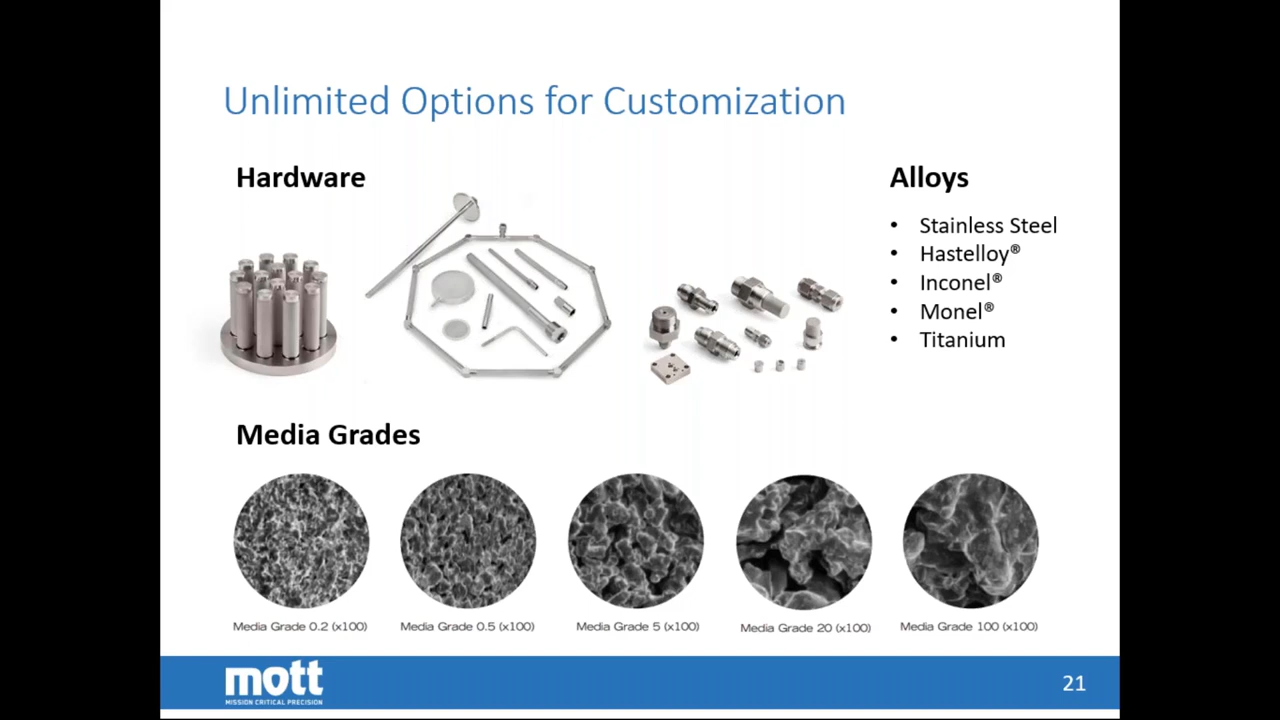 Unlimited Options for Customization
Hardware
Alloys
• Stainless Steel
• Hastelloy®
• Inconel®
• Monel®
• Titanium
Media Grades
Media Grade 0.2 (x100)
Media Grade 0.5 (x100)
Media Grade 5 (x100)
Media Grade 20 (x100)
Media Grade 100 (x100)
mott
MISSION CRITICAL PRECISION
21